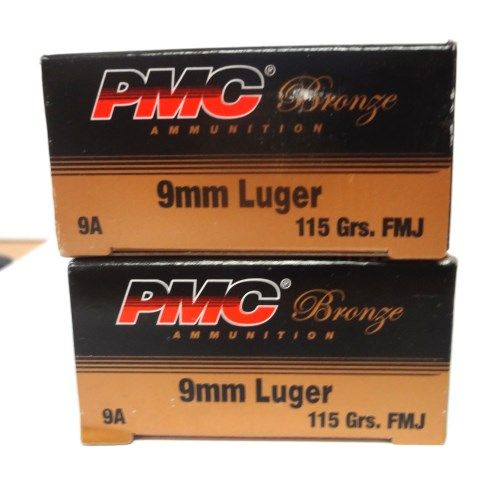 PMC® Bronze
AMMUNITION
9mm Luger
9A 115 Grs. FMJ
PMC® Bronze
AMMUNITION
9mm Luger
9A 115 Grs. FMJ